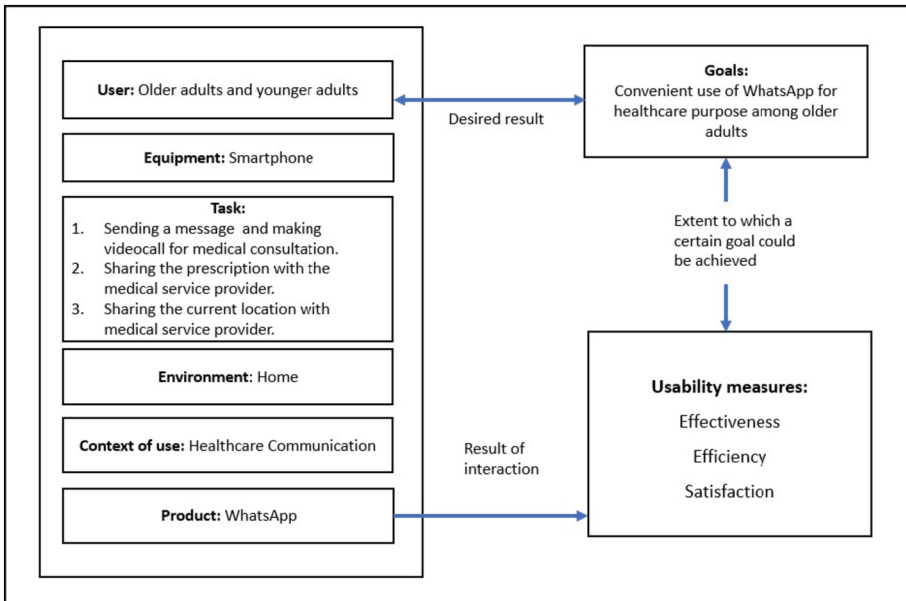 User: Older adults and younger adults
Equipment: Smartphone
Task:
1. Sending a message and making
videocall for medical consultation.
2. Sharing the prescription with the
medical service provider.
3. Sharing the current location with
medical service provider.
Environment: Home
Context of use: Healthcare Communication
Product: WhatsApp
Desired result
Result of
interaction
Goals:
Convenient use of WhatsApp for
healthcare purpose among older
adults
Extent to which a
certain goal could
be achieved
Usability measures:
Effectiveness
Efficiency
Satisfaction